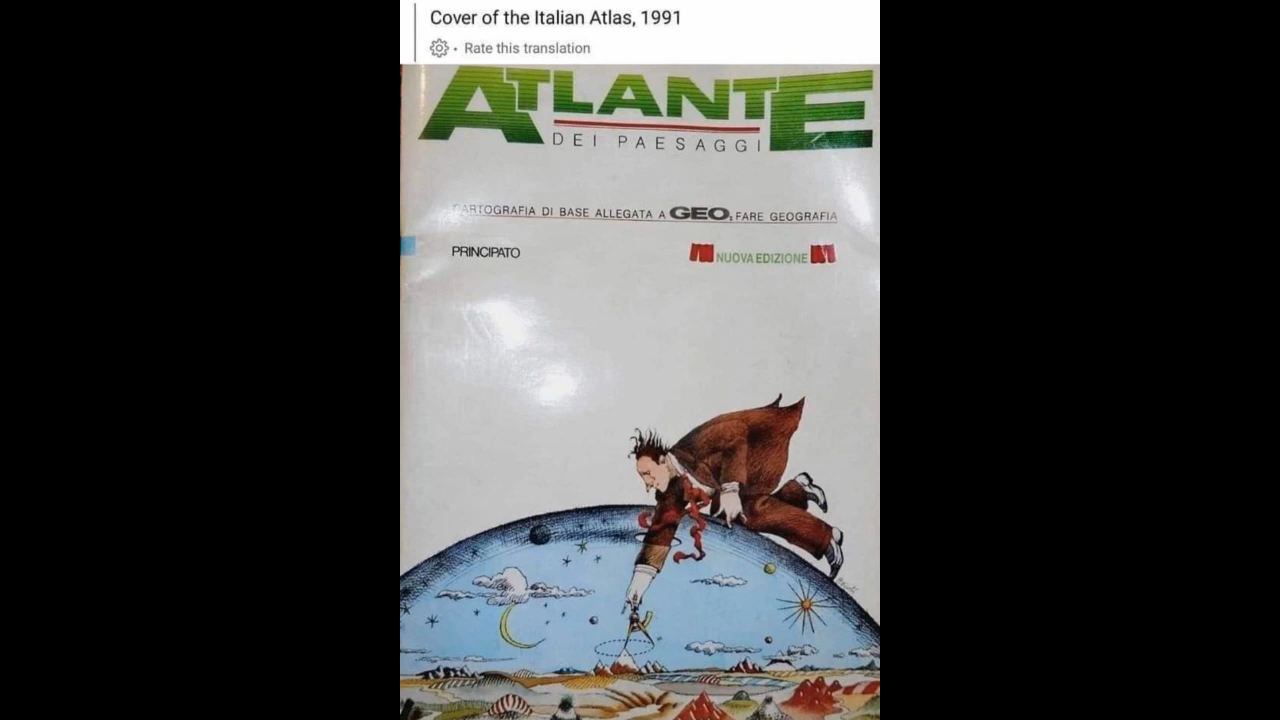 Cover of the Italian Atlas, 1991
Rate this translation
ATLANTE
DEI PAESAGGI
CARTOGRAFIA DI BASE ALLEGATA A GEO, FARE GEOGRAFIA
PRINCIPATO
NUOVA EDIZIONE